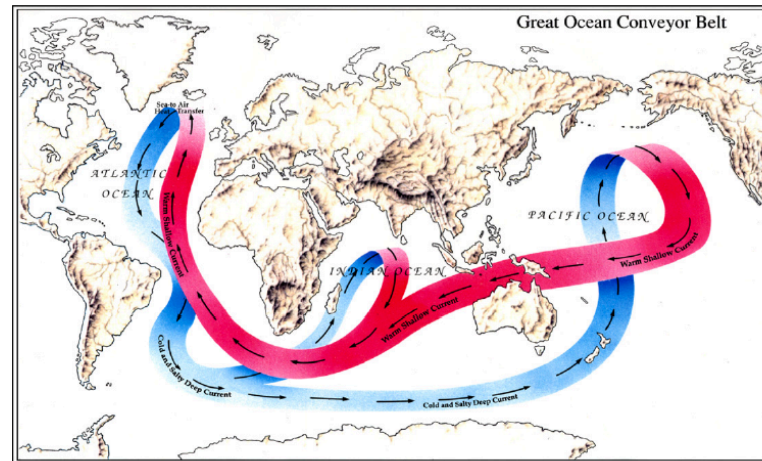 Great Ocean Conveyor Belt
Sea-to Air
Heat Transfer
ATLANTIC
OCEAN
PACIFIC OCEAN
INDIAN OCEAN
Warm Shallow Current
Warm Shallow Current
Warm Shallow Current
Cold and Salty Deep Current
Cold and Salty Deep Current